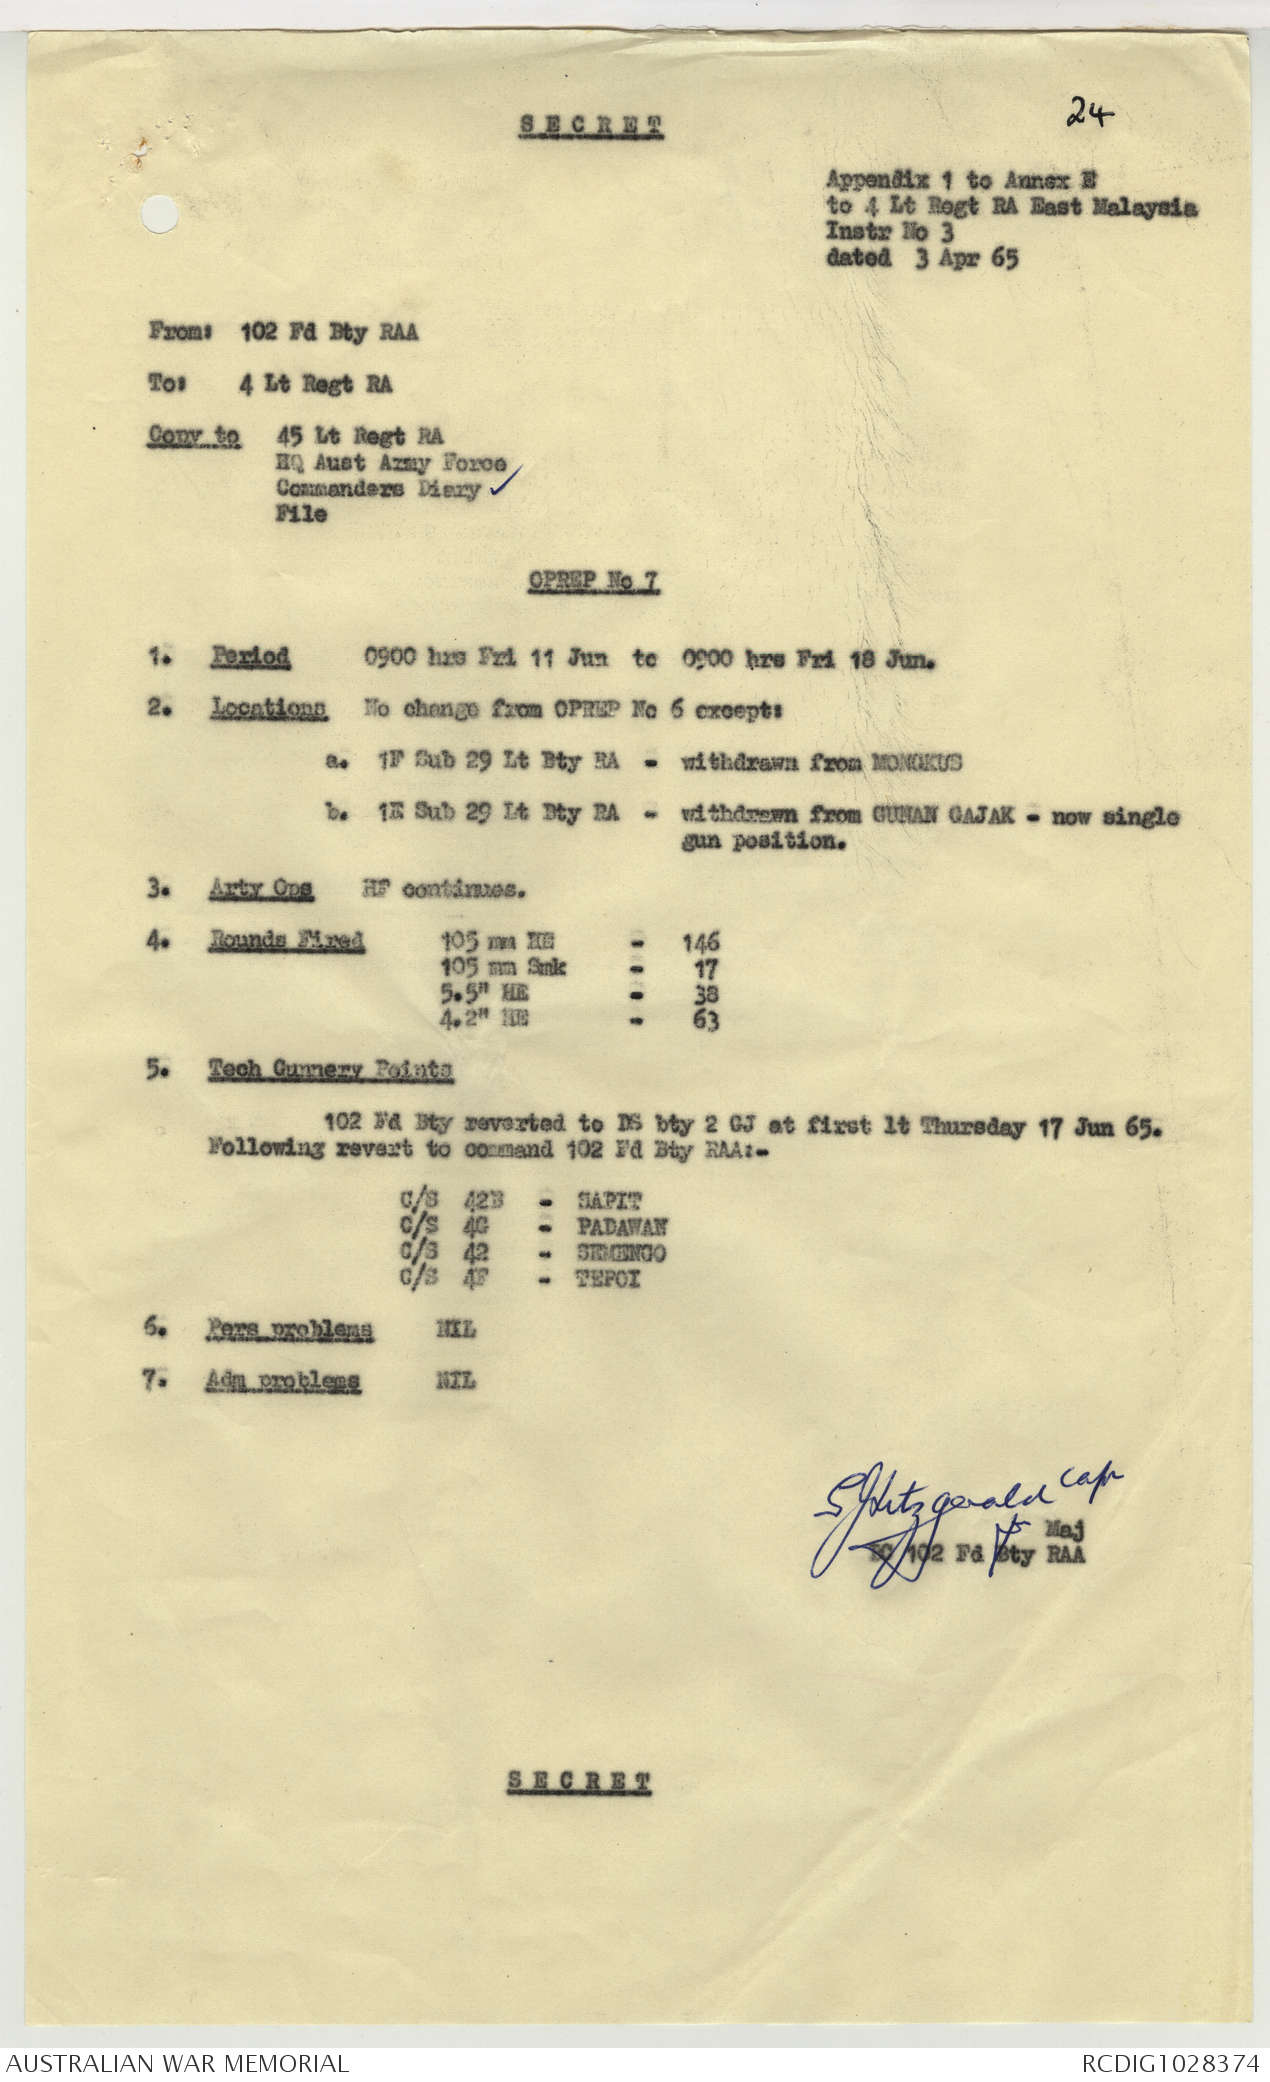 24
S E C R E T
Appendix 1 to Annex E
to 4 Lt Regt RA East Malaysia
Instr No 3
dated 3 Apr 65
From: 102 Fd Bty RAA
To: 4 Lt Regt RA
Copy to 45 Lt Regt RA
HQ Aust Army Force
Commanders Diary ✓
File
OPREP No 7
1. Period 0900 hrs Fri 11 Jun to 0900 hrs Fri 18 Jun.
2. Locations No change from OPREP No 6 except:
a. 1F Sub 29 Lt Bty RA - withdrawn from MONGKUS
b. 1E Sub 29 Lt Bty RA - withdrawn from GUNAN GAJAK - now single
gun position.
3. Arty Ops HF continues.
4. Rounds Fired 105 mm HE - 146
105 mm Smk - 17
5.5" HE - 38
4.2" HE - 63
5. Tech Gunnery Points
102 Fd Bty reverted to DS bty 2 GJ at first lt Thursday 17 Jun 65.
Following revert to command 102 Fd Bty RAA:-
C/S 42B - SAPIT
C/S 4G - PADAWAN
C/S 42 - SEMENGO
C/S 4F - TEPOI
6. Pers problems NIL
7. Adm problems NIL
Fitzgerald Capt
Maj
BC 102 Fd Bty RAA
S E C R E T
AUSTRALIAN WAR MEMORIAL RCDIG1028374